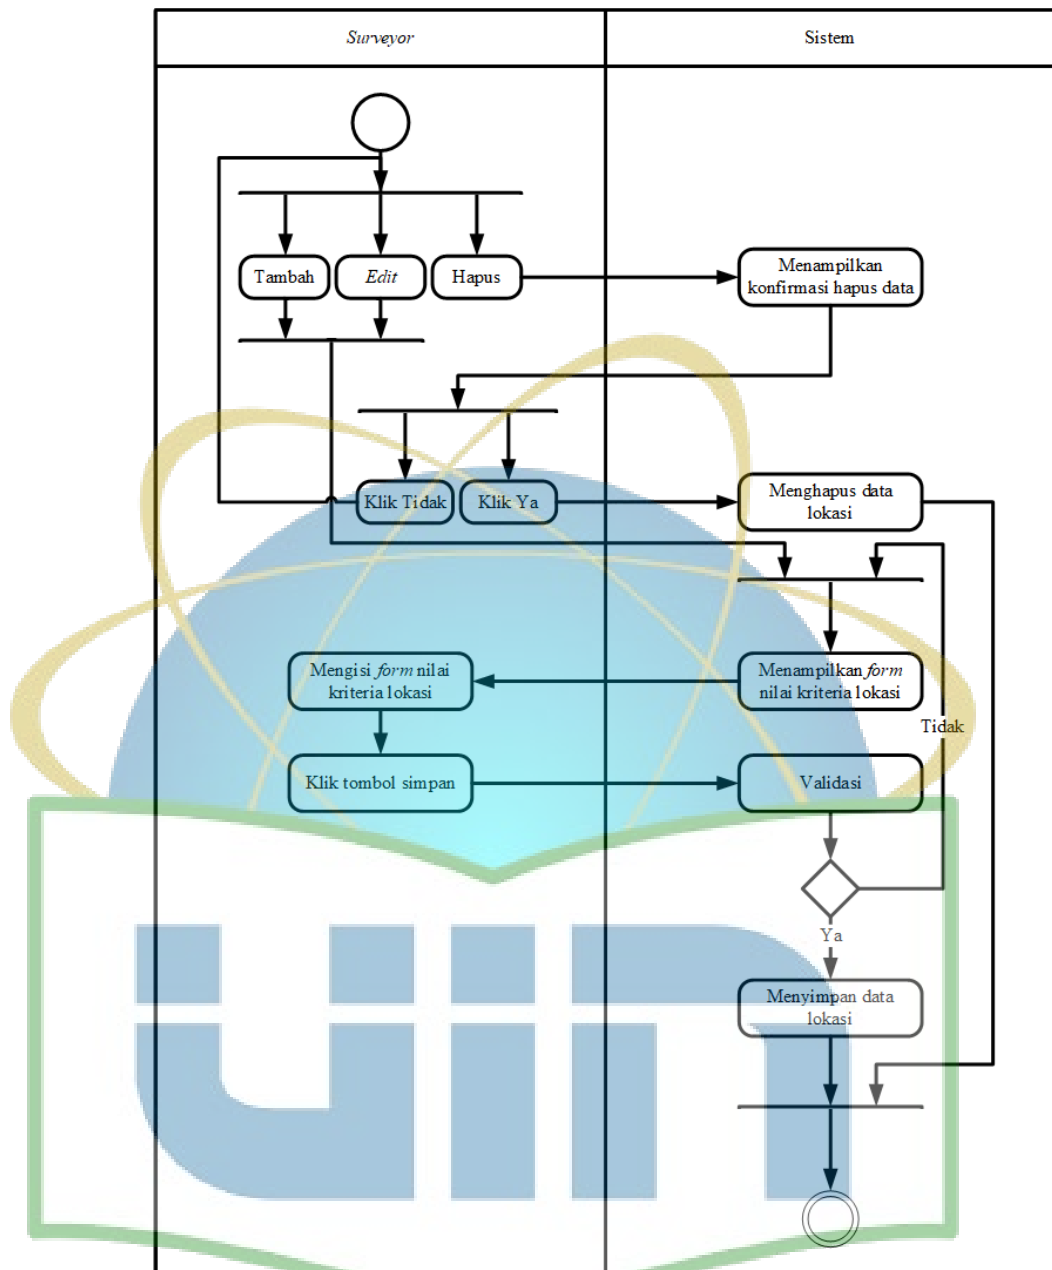 Surveyor
Sistem
Tambah
Edit
Hapus
Menampilkan
konfirmasi hapus data
Klik Tidak
Klik Ya
Menghapus data
lokasi
Mengisi form nilai
kriteria lokasi
Menampilkan form
nilai kriteria lokasi
Tidak
Klik tombol simpan
Validasi
Ya
Menyimpan data
lokasi
uin